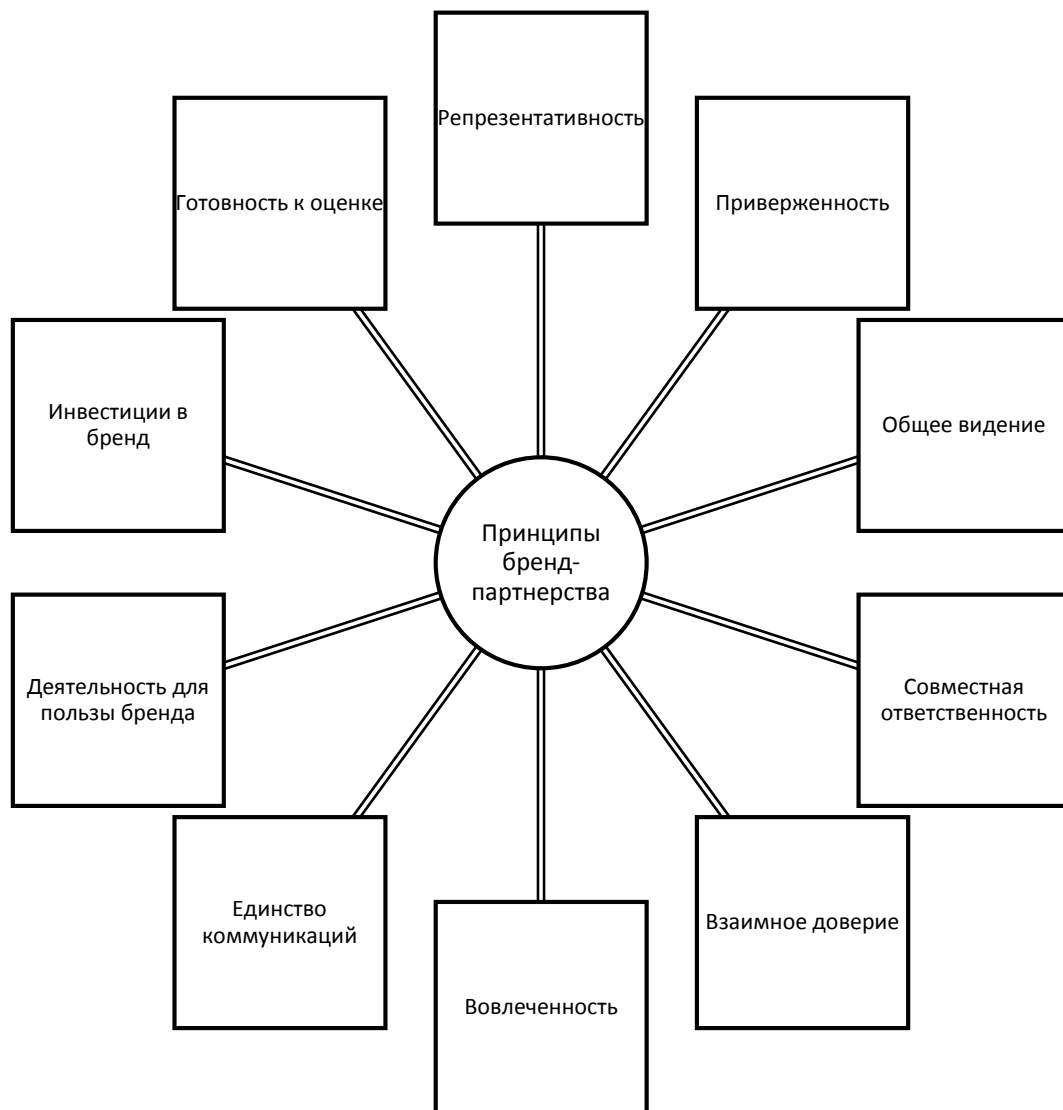 Репрезентативность
Готовность к оценке
Приверженность
Инвестиции в
бренд
Общее видение
Принципы
бренд-
партнерства
Деятельность для
пользы бренда
Совместная
ответственность
Единство
коммуникаций
Взаимное доверие
Вовлеченность